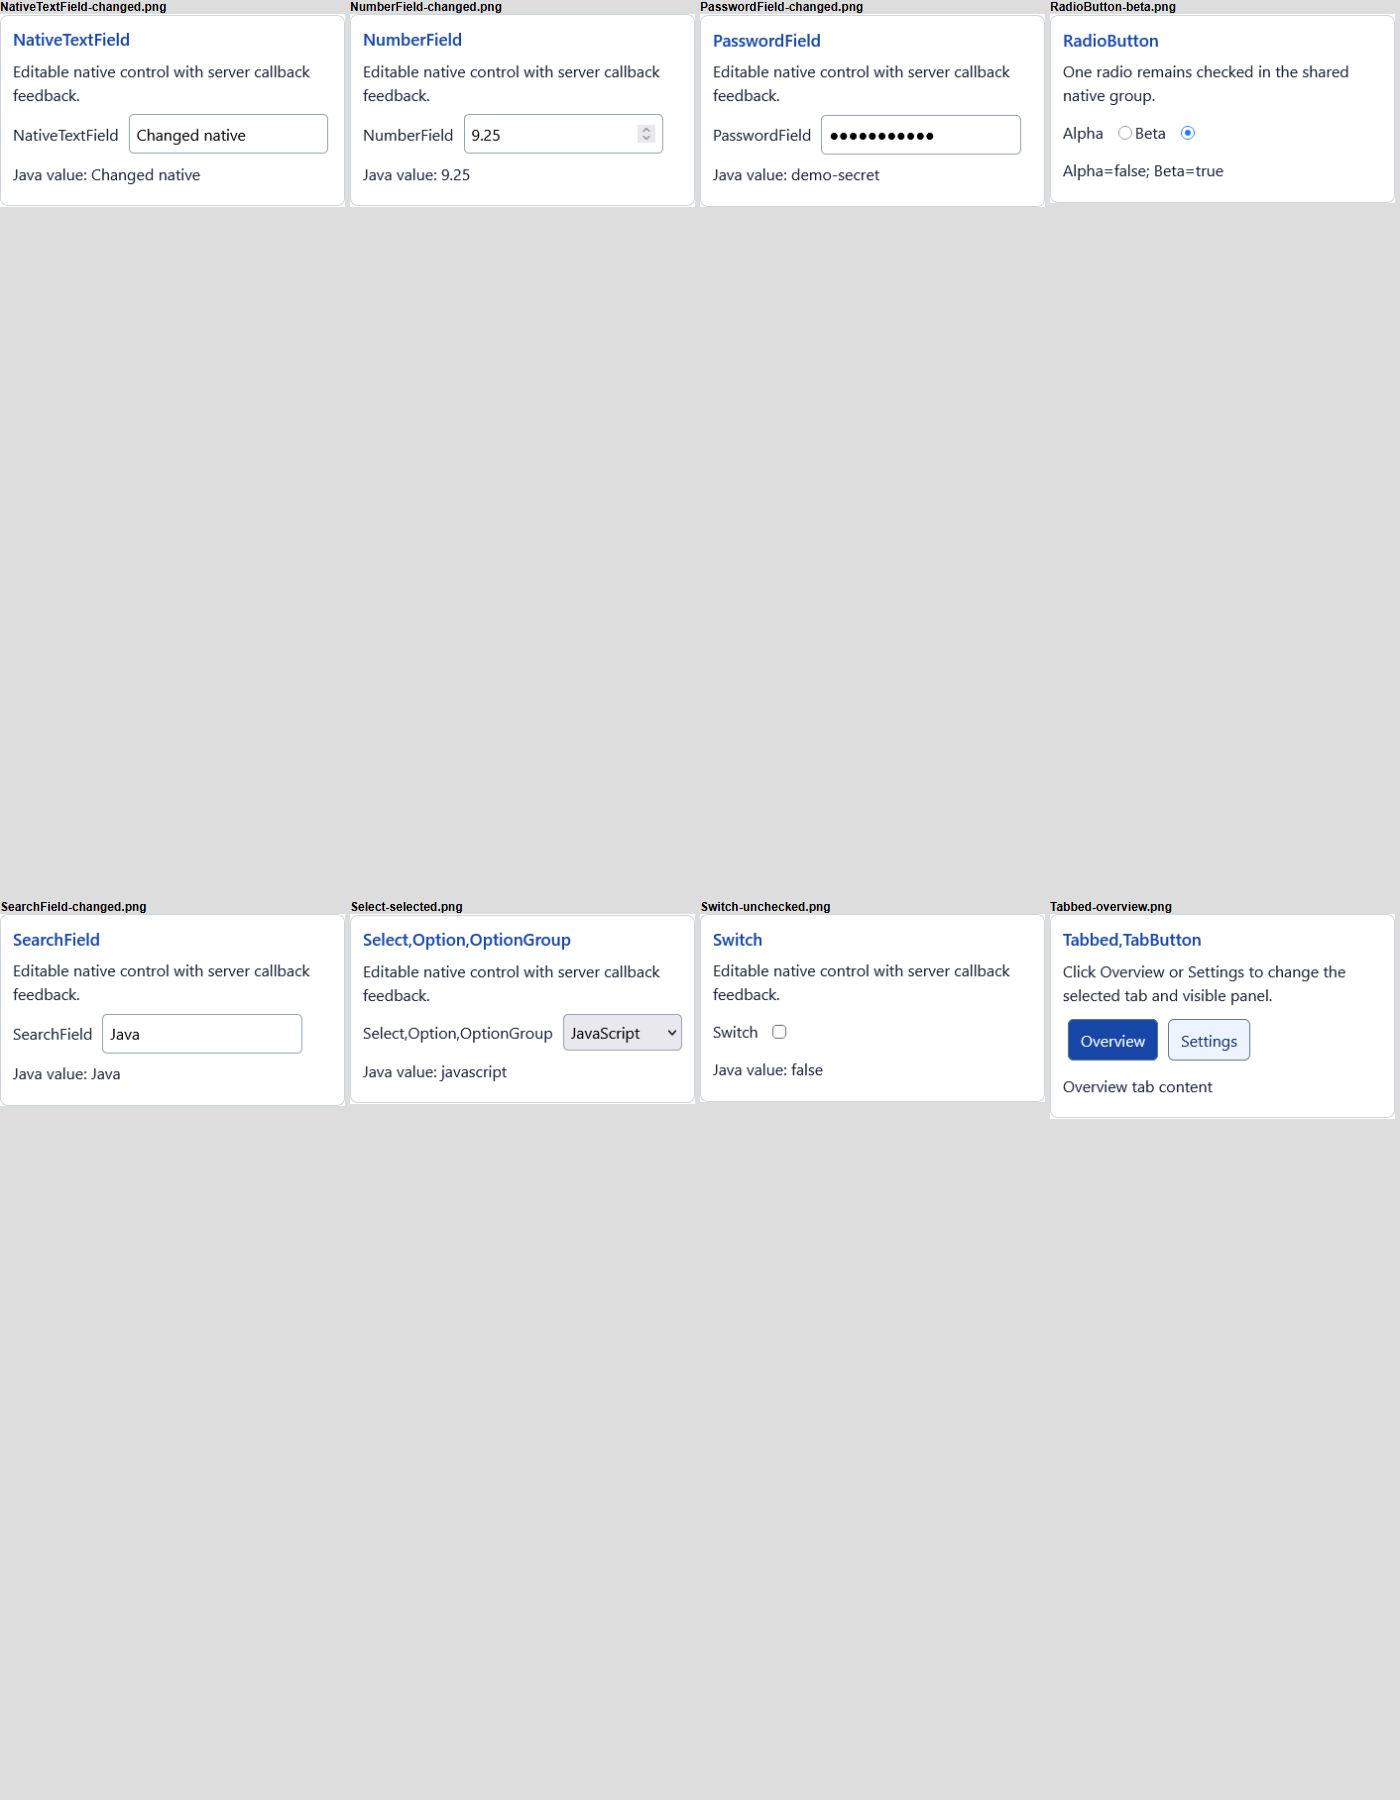 NativeTextField-changed.png
NativeTextField
Editable native control with server callback
feedback.
NativeTextField
Changed native
Java value: Changed native
NumberField-changed.png
NumberField
Editable native control with server callback
feedback.
NumberField
9.25
Java value: 9.25
PasswordField-changed.png
PasswordField
Editable native control with server callback
feedback.
PasswordField
●●●●●●●●●●●
Java value: demo-secret
RadioButton-beta.png
RadioButton
One radio remains checked in the shared
native group.
Alpha
Beta
Alpha=false; Beta=true
SearchField-changed.png
SearchField
Editable native control with server callback
feedback.
SearchField
Java
Java value: Java
Select-selected.png
Select,Option,OptionGroup
Editable native control with server callback
feedback.
Select,Option,OptionGroup
JavaScript
Java value: javascript
Switch-unchecked.png
Switch
Editable native control with server callback
feedback.
Switch
Java value: false
Tabbed-overview.png
Tabbed,TabButton
Click Overview or Settings to change the
selected tab and visible panel.
Overview
Settings
Overview tab content